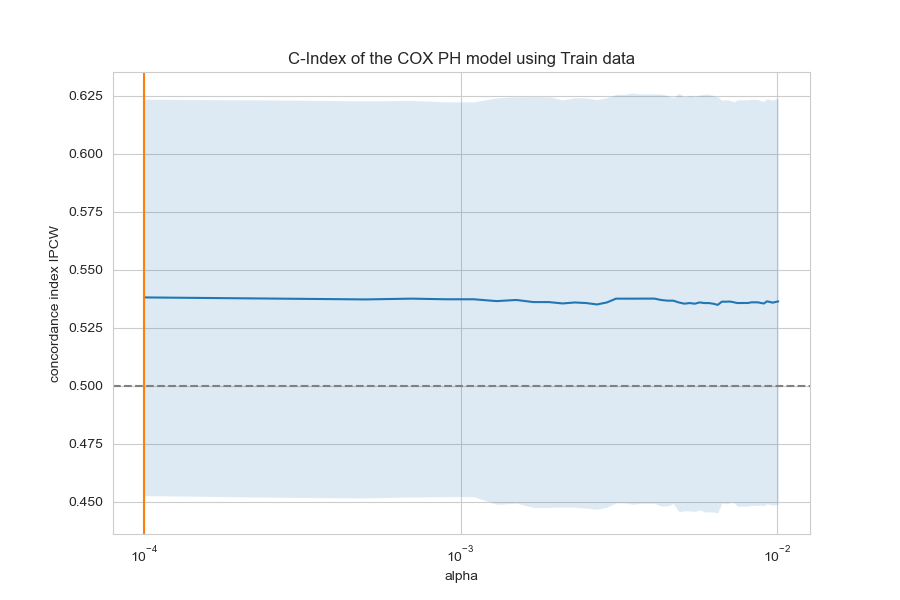 C-Index of the COX PH model using Train data
concordance index IPCW
0.625
0.600
0.575
0.550
0.525
0.500
0.475
0.450
10⁻⁴ 10⁻³ 10⁻²
alpha